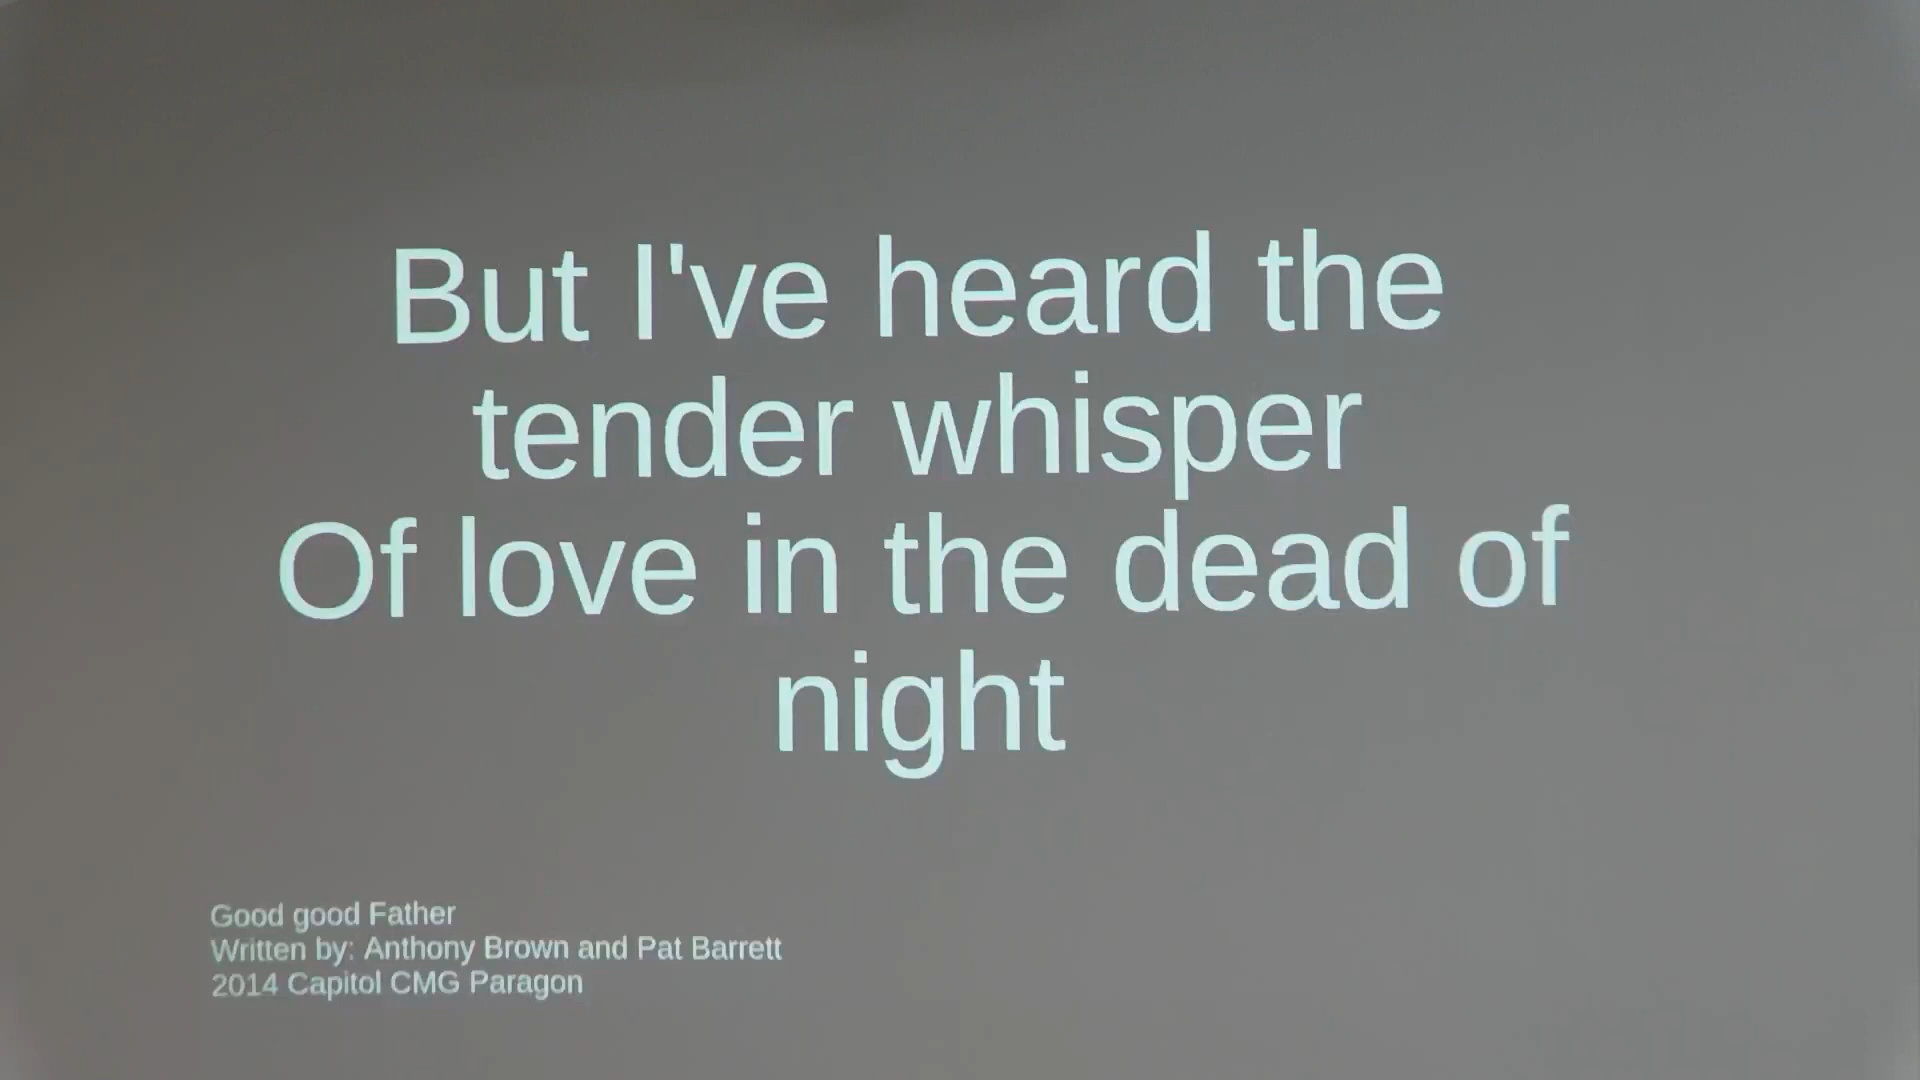 But I've heard the
tender whisper
Of love in the dead of
night
Good good Father
Written by: Anthony Brown and Pat Barrett
2014 Capitol CMG Paragon